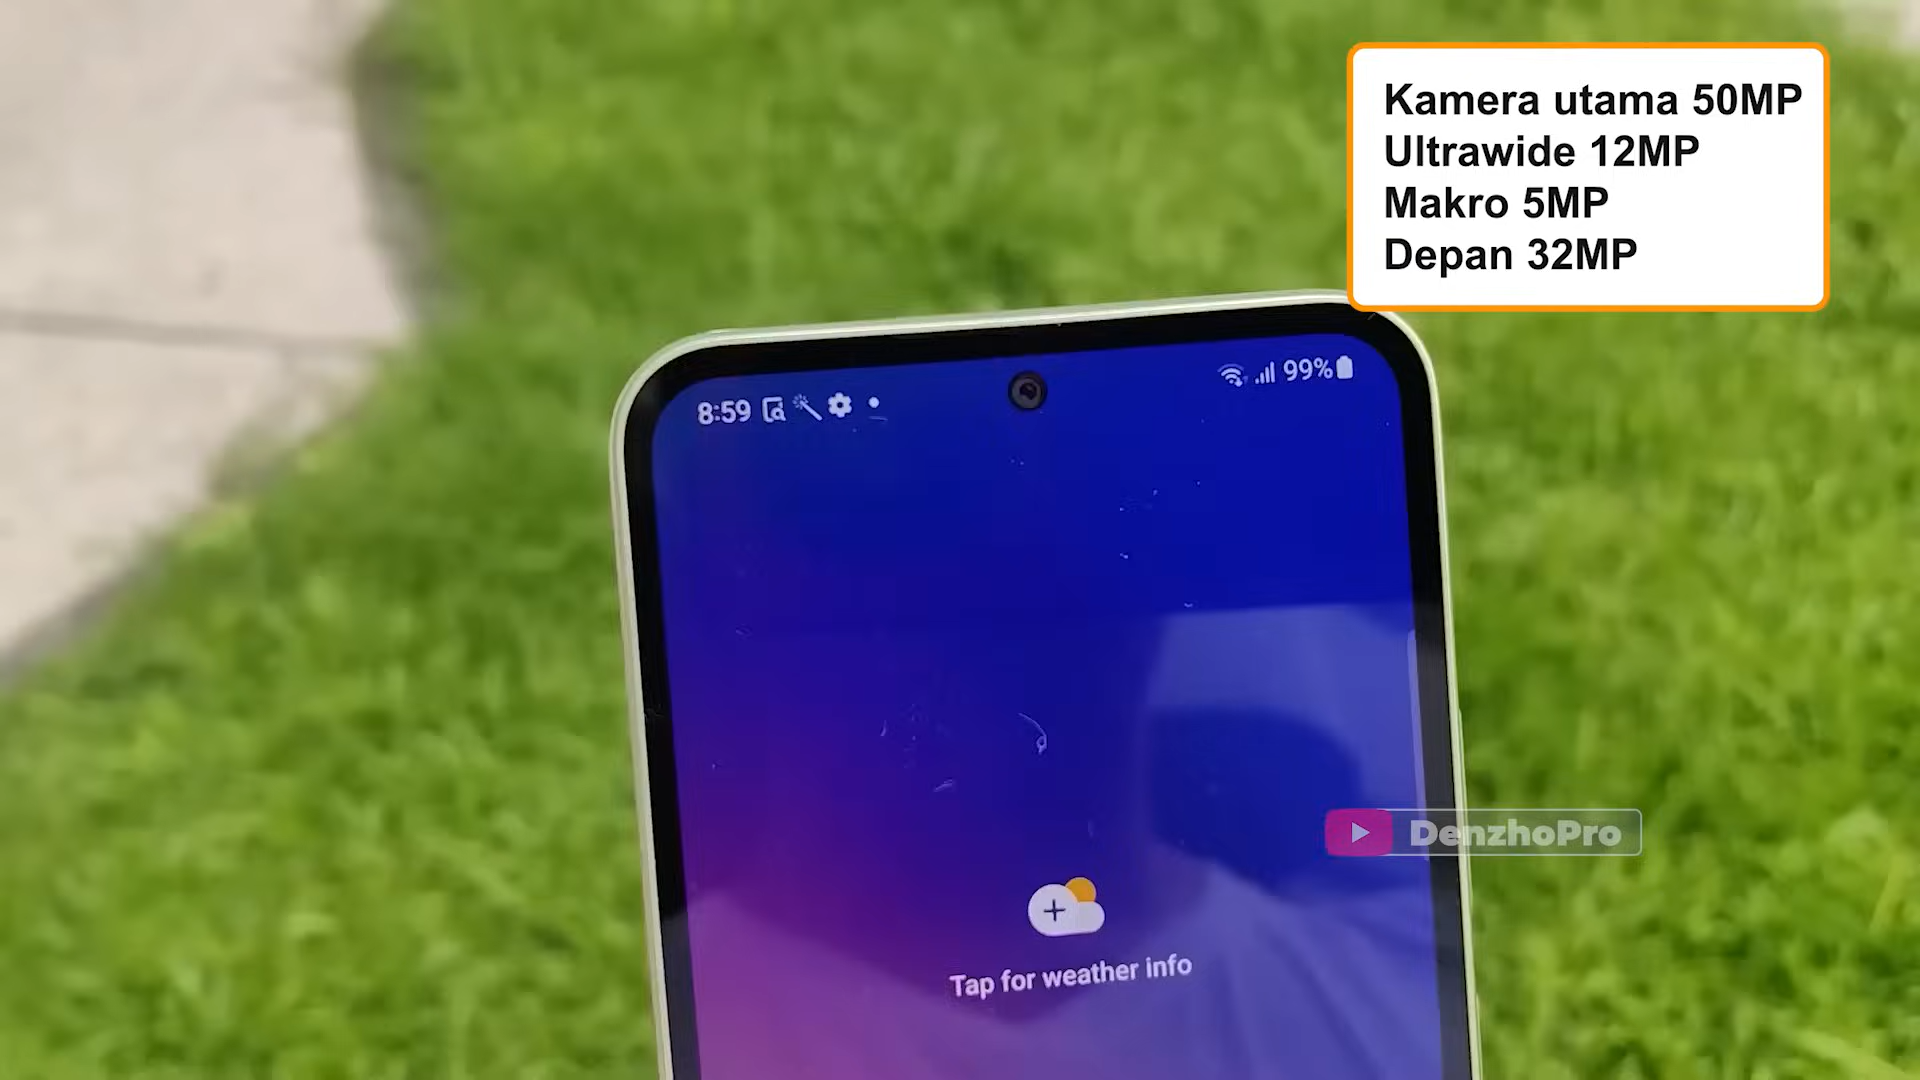 Kamera utama 50MP
Ultrawide 12MP
Makro 5MP
Depan 32MP
8:59
99%
DenzhoPro
Tap for weather info